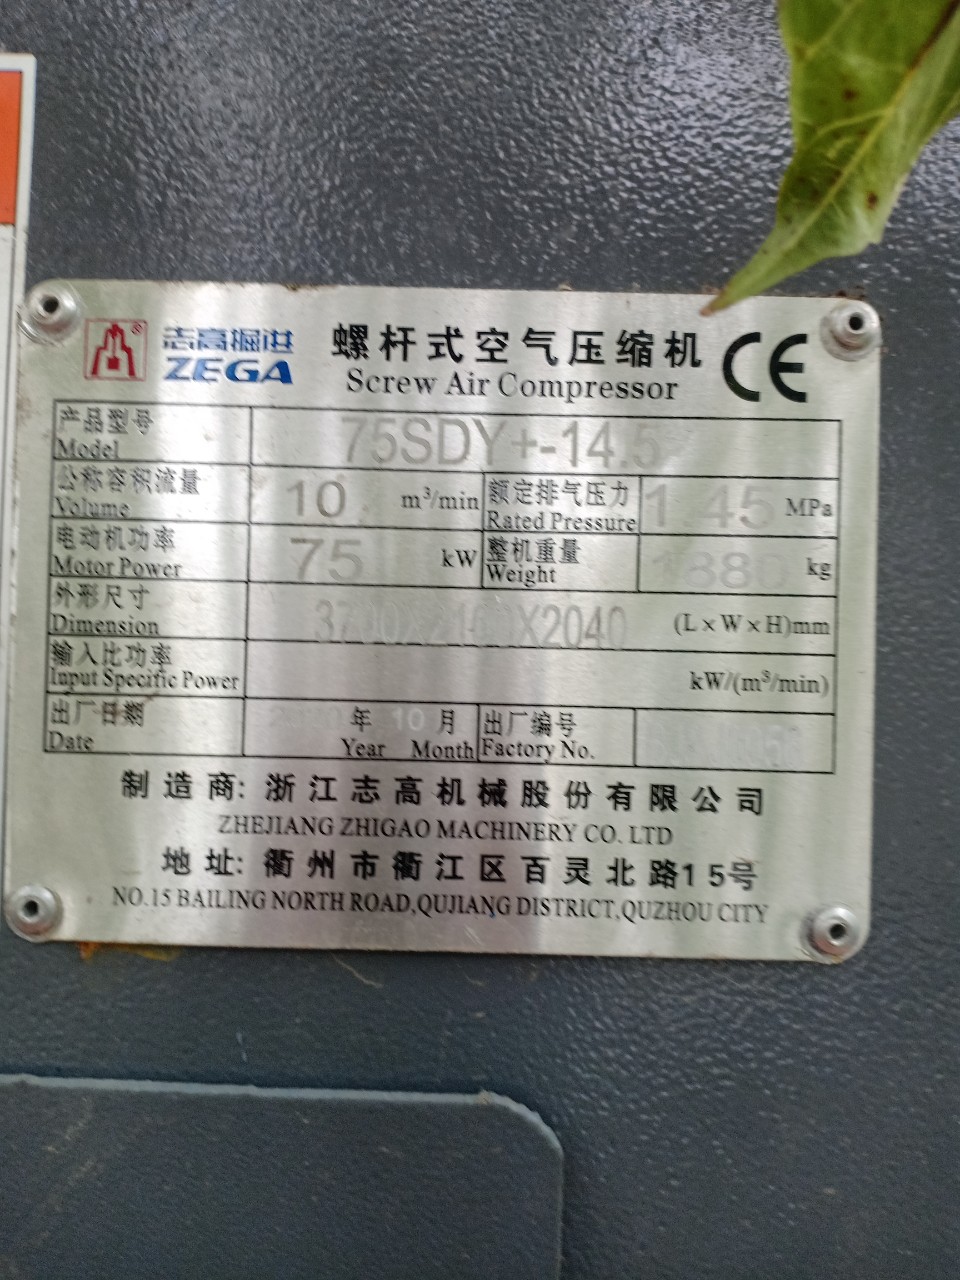 志高掘进
ZEGA
螺杆式空气压缩机
Screw Air Compressor
CE
产品型号
Model
75SDY+-14.5
公称容积流量
Volume
10 m³/min
额定排气压力
Rated Pressure
1.45 MPa
电动机功率
Motor Power
75 kW
整机重量
Weight
kg
外形尺寸
Dimension
X2040 (L×W×H)mm
输入比功率
Input Specific Power
kW/(m³/min)
出厂日期
Date
年 10 月
Year Month
出厂编号
Factory No.
制造商: 浙江志高机械股份有限公司
ZHEJIANG ZHIGAO MACHINERY CO. LTD
地址: 衢州市衢江区百灵北路15号
NO.15 BAILING NORTH ROAD,QUJIANG DISTRICT,QUZHOU CITY